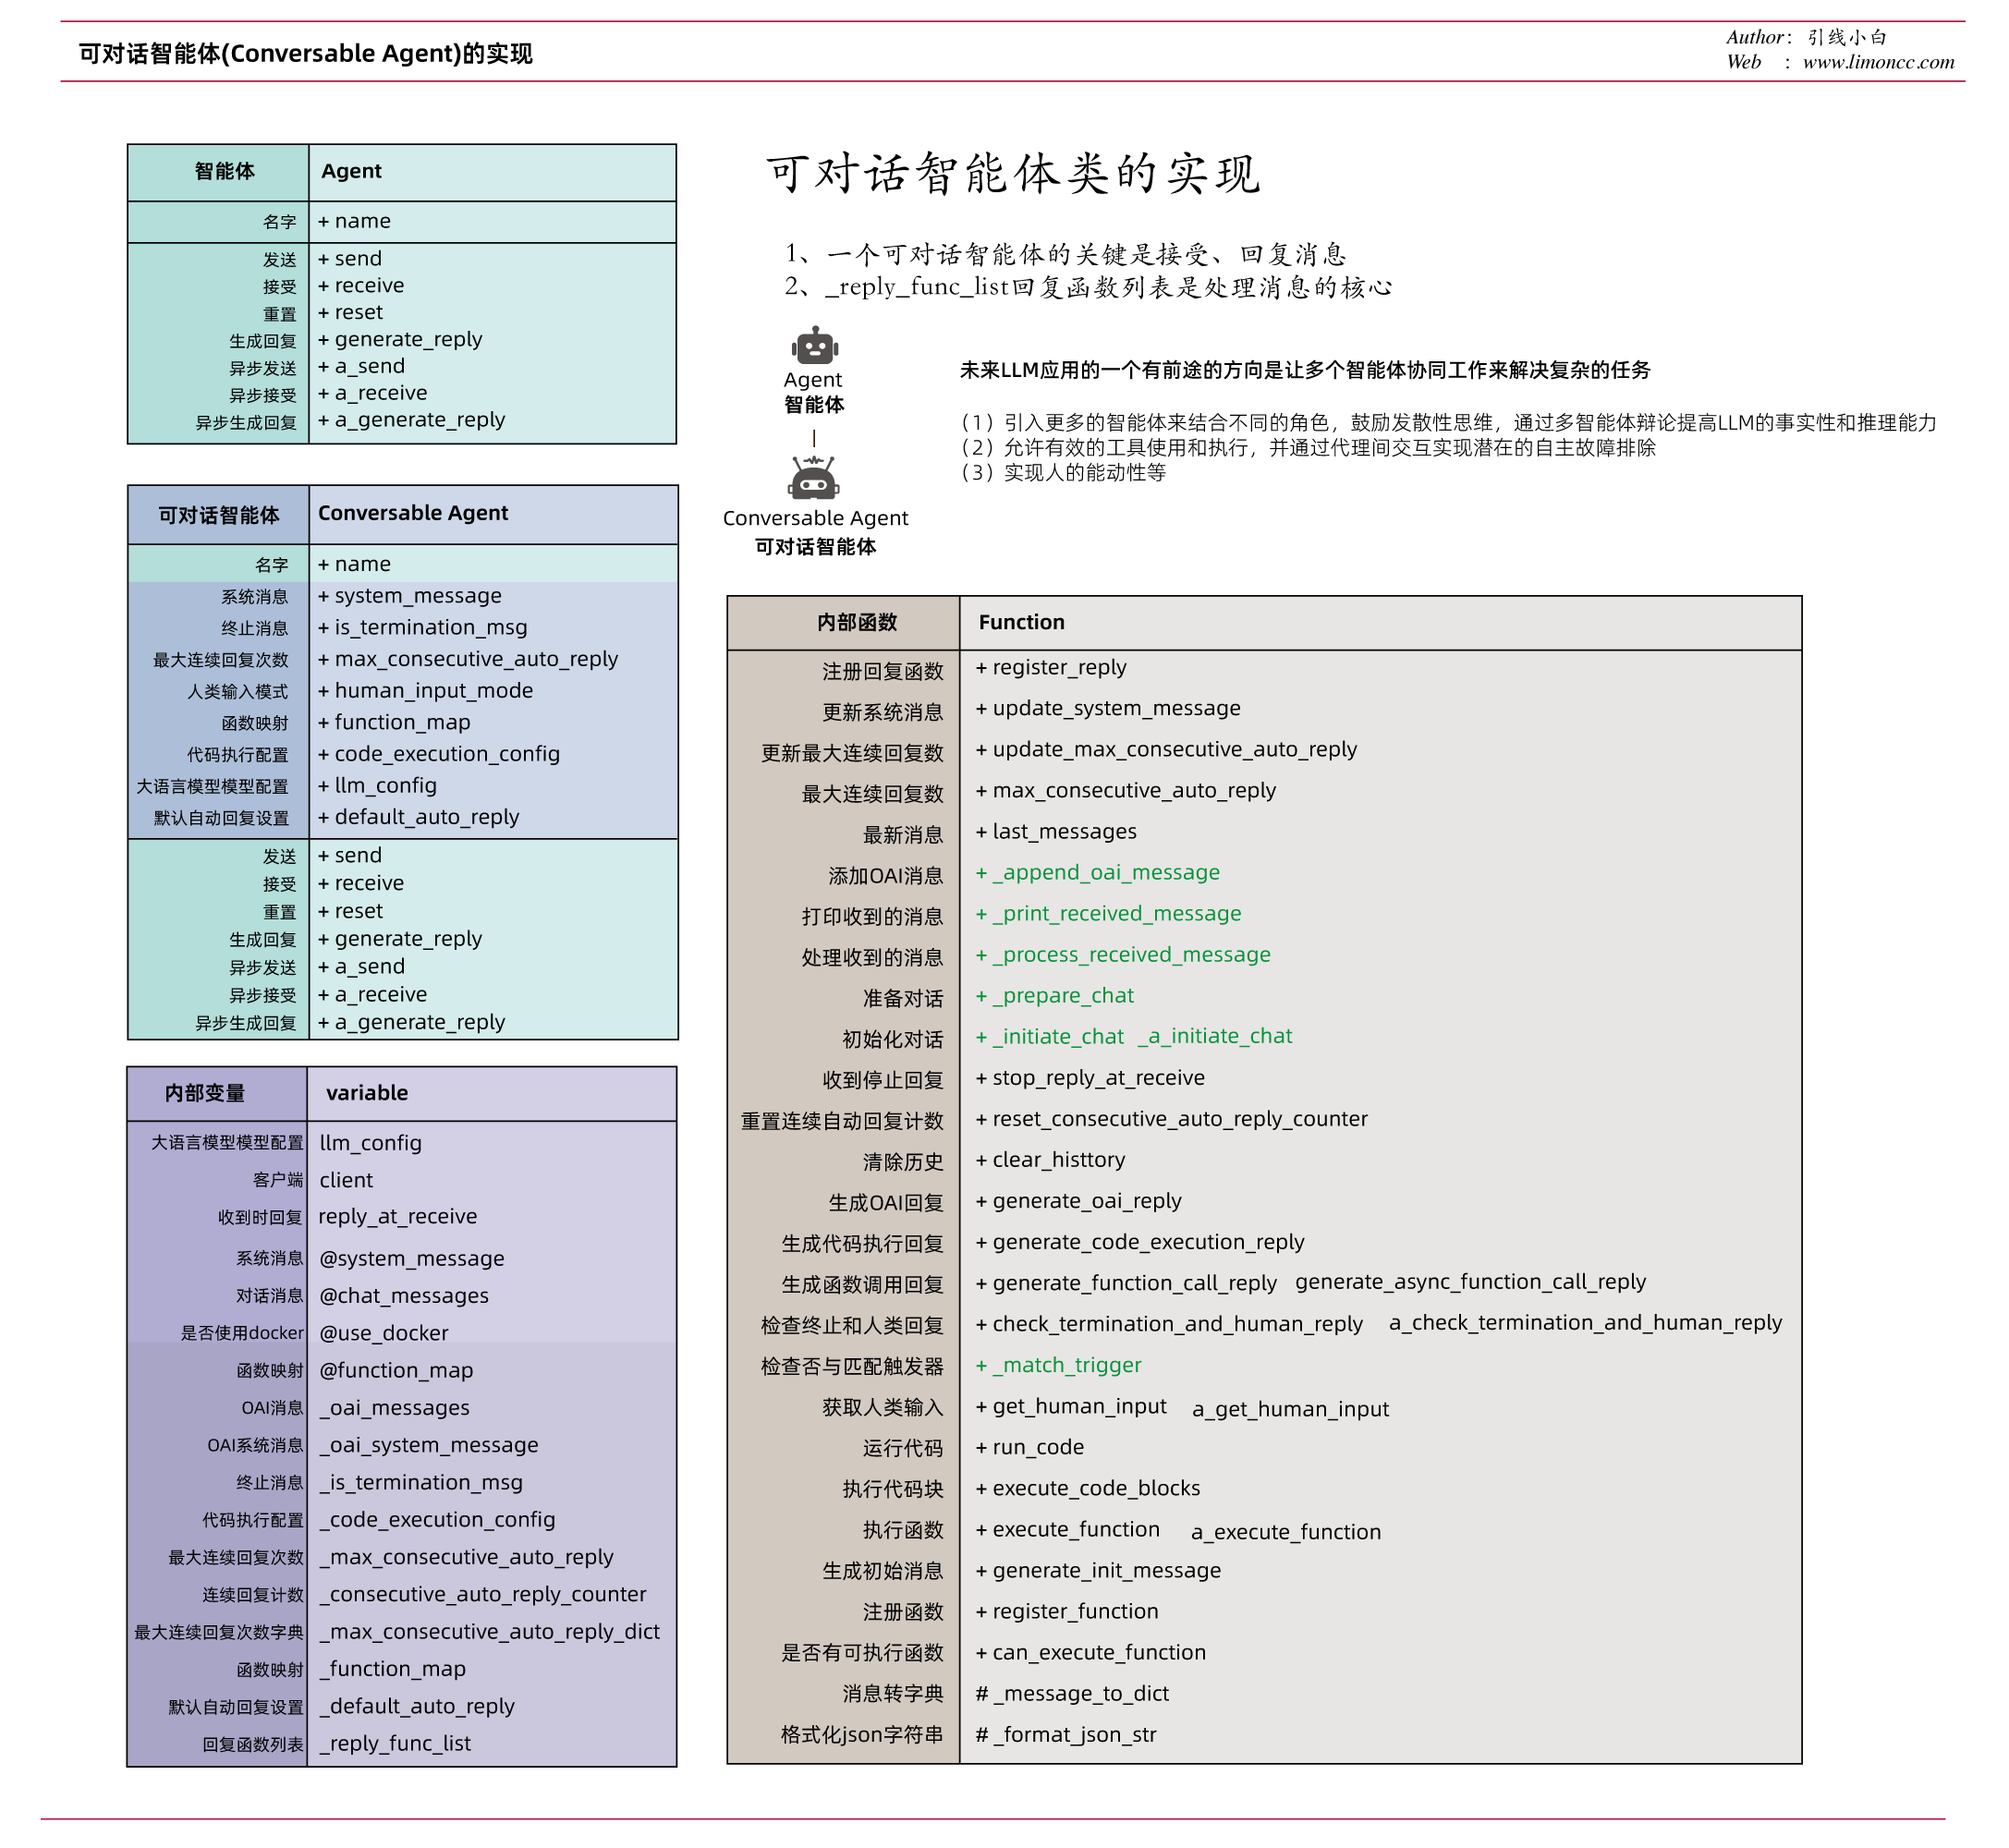 可对话智能体(Conversable Agent)的实现
Author: 引线小白
Web : www.limoncc.com
智能体 Agent
名字 + name
发送 + send
接受 + receive
重置 + reset
生成回复 + generate_reply
异步发送 + a_send
异步接受 + a_receive
异步生成回复 + a_generate_reply
可对话智能体 Conversable Agent
名字 + name
系统消息 + system_message
终止消息 + is_termination_msg
最大连续回复次数 + max_consecutive_auto_reply
人类输入模式 + human_input_mode
函数映射 + function_map
代码执行配置 + code_execution_config
大语言模型模型配置 + llm_config
默认自动回复设置 + default_auto_reply
发送 + send
接受 + receive
重置 + reset
生成回复 + generate_reply
异步发送 + a_send
异步接受 + a_receive
异步生成回复 + a_generate_reply
内部变量 variable
大语言模型模型配置 llm_config
客户端 client
收到时回复 reply_at_receive
系统消息 @system_message
对话消息 @chat_messages
是否使用docker @use_docker
函数映射 @function_map
OAI消息 _oai_messages
OAI系统消息 _oai_system_message
终止消息 _is_termination_msg
代码执行配置 _code_execution_config
最大连续回复次数 _max_consecutive_auto_reply
连续回复计数 _consecutive_auto_reply_counter
最大连续回复次数字典 _max_consecutive_auto_reply_dict
函数映射 _function_map
默认自动回复设置 _default_auto_reply
回复函数列表 _reply_func_list
可对话智能体类的实现
1、一个可对话智能体的关键是接受、回复消息
2、_reply_func_list回复函数列表是处理消息的核心
Agent
智能体
Conversable Agent
可对话智能体
未来LLM应用的一个有前途的方向是让多个智能体协同工作来解决复杂的任务
（1）引入更多的智能体来结合不同的角色，鼓励发散性思维，通过多智能体辩论提高LLM的事实性和推理能力
（2）允许有效的工具使用和执行，并通过代理间交互实现潜在的自主故障排除
（3）实现人的能动性等
内部函数 Function
注册回复函数 + register_reply
更新系统消息 + update_system_message
更新最大连续回复数 + update_max_consecutive_auto_reply
最大连续回复数 + max_consecutive_auto_reply
最新消息 + last_messages
添加OAI消息 + _append_oai_message
打印收到的消息 + _print_received_message
处理收到的消息 + _process_received_message
准备对话 + _prepare_chat
初始化对话 + _initiate_chat _a_initiate_chat
收到停止回复 + stop_reply_at_receive
重置连续自动回复计数 + reset_consecutive_auto_reply_counter
清除历史 + clear_histtory
生成OAI回复 + generate_oai_reply
生成代码执行回复 + generate_code_execution_reply
生成函数调用回复 + generate_function_call_reply generate_async_function_call_reply
检查终止和人类回复 + check_termination_and_human_reply a_check_termination_and_human_reply
检查否与匹配触发器 + _match_trigger
获取人类输入 + get_human_input a_get_human_input
运行代码 + run_code
执行代码块 + execute_code_blocks
执行函数 + execute_function a_execute_function
生成初始消息 + generate_init_message
注册函数 + register_function
是否有可执行函数 + can_execute_function
消息转字典 # _message_to_dict
格式化json字符串 # _format_json_str